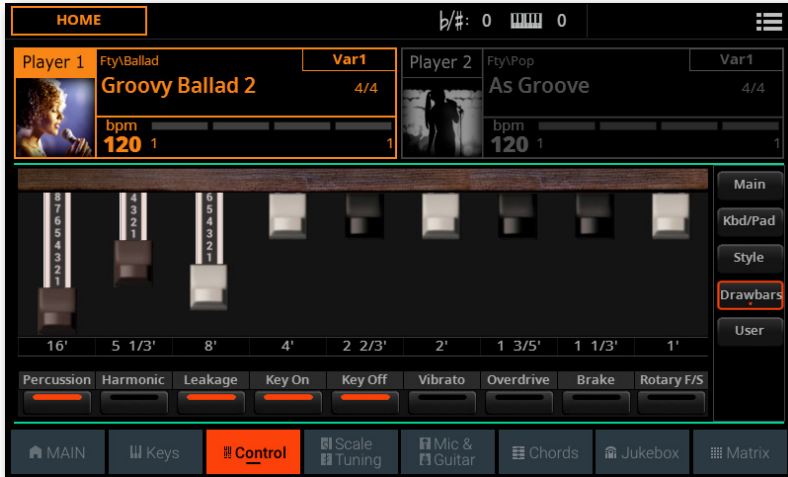 HOME
♭/#: 0 0
Player 1
Fty\Ballad
Var1
Groovy Ballad 2
4/4
bpm
120 1
1
Player 2
Fty\Pop
Var1
As Groove
4/4
bpm
120 1
1
8
7
6
5
4
3
2
1
4
3
2
1
6
5
4
3
2
1
Main
Kbd/Pad
Style
Drawbars
User
16' 5 1/3' 8' 4' 2 2/3' 2' 1 3/5' 1 1/3' 1'
Percussion Harmonic Leakage Key On Key Off Vibrato Overdrive Brake Rotary F/S
MAIN
Keys
Control
Scale
Tuning
Mic &
Guitar
Chords
Jukebox
Matrix